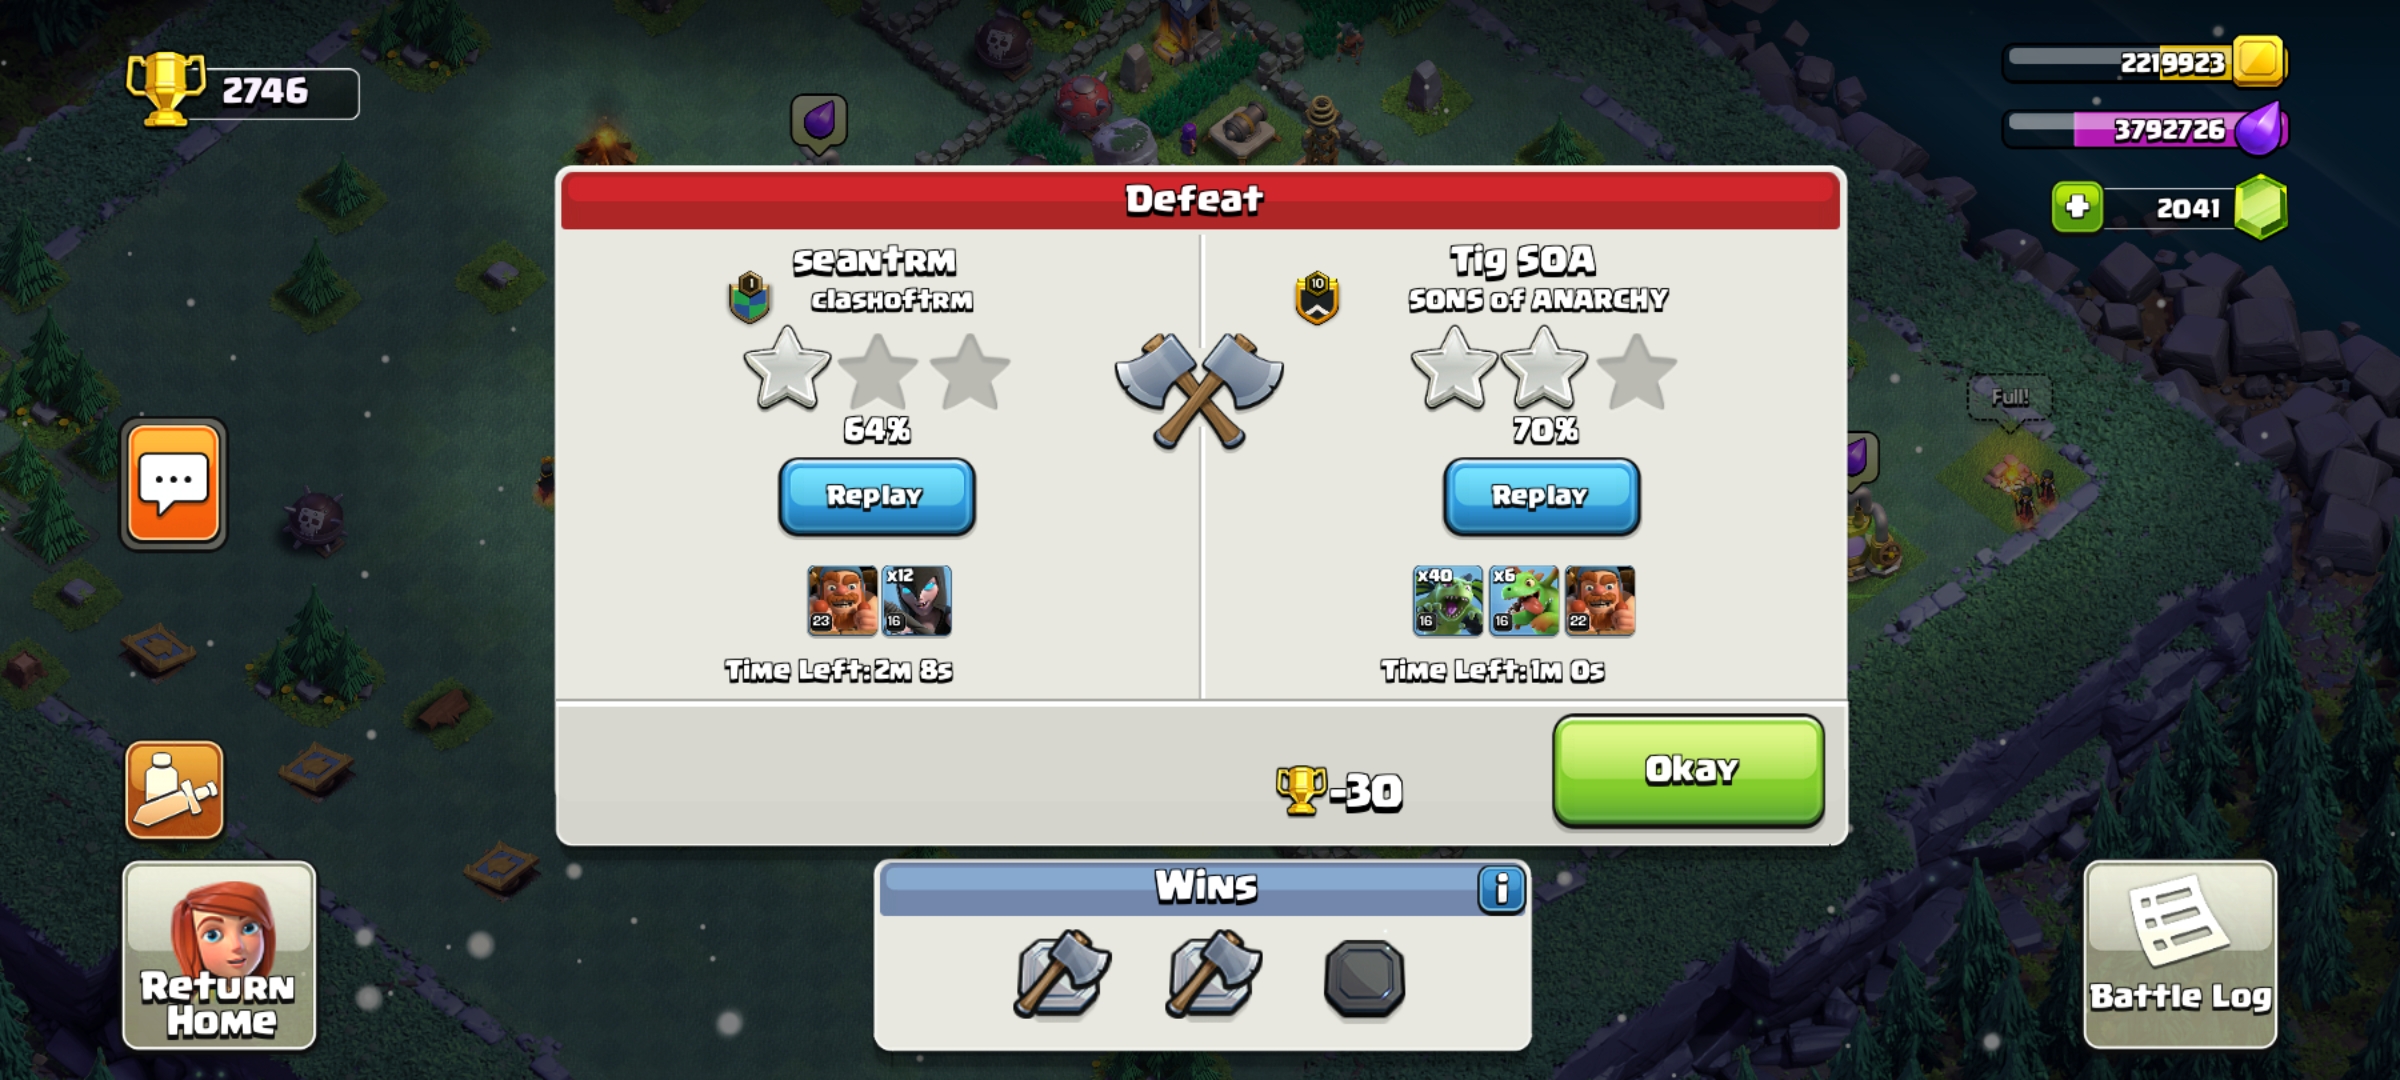 2746
2219923
3792726
2041
Defeat
seantRM
clashoftRM
1
64%
Replay
23
x12
16
Time Left:2m 8s
Tig SOA
SONS of ANARCHY
10
70%
Replay
x40
16
x6
16
22
Time Left:1m 0s
Full!
-30
Okay
Wins
i
Return
Home
Battle Log